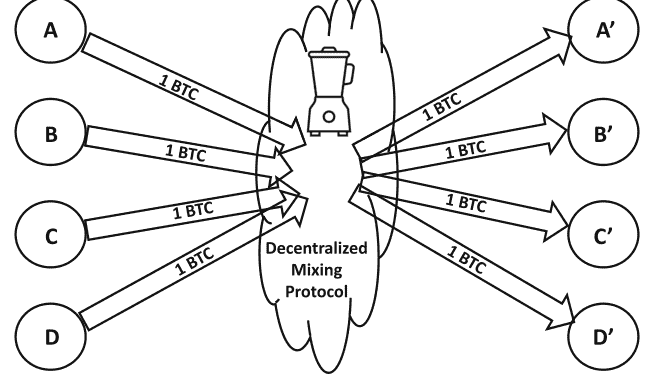 A
1 BTC
B
1 BTC
C
1 BTC
D
1 BTC
Decentralized
Mixing
Protocol
1 BTC
A′
1 BTC
B′
1 BTC
C′
1 BTC
D′